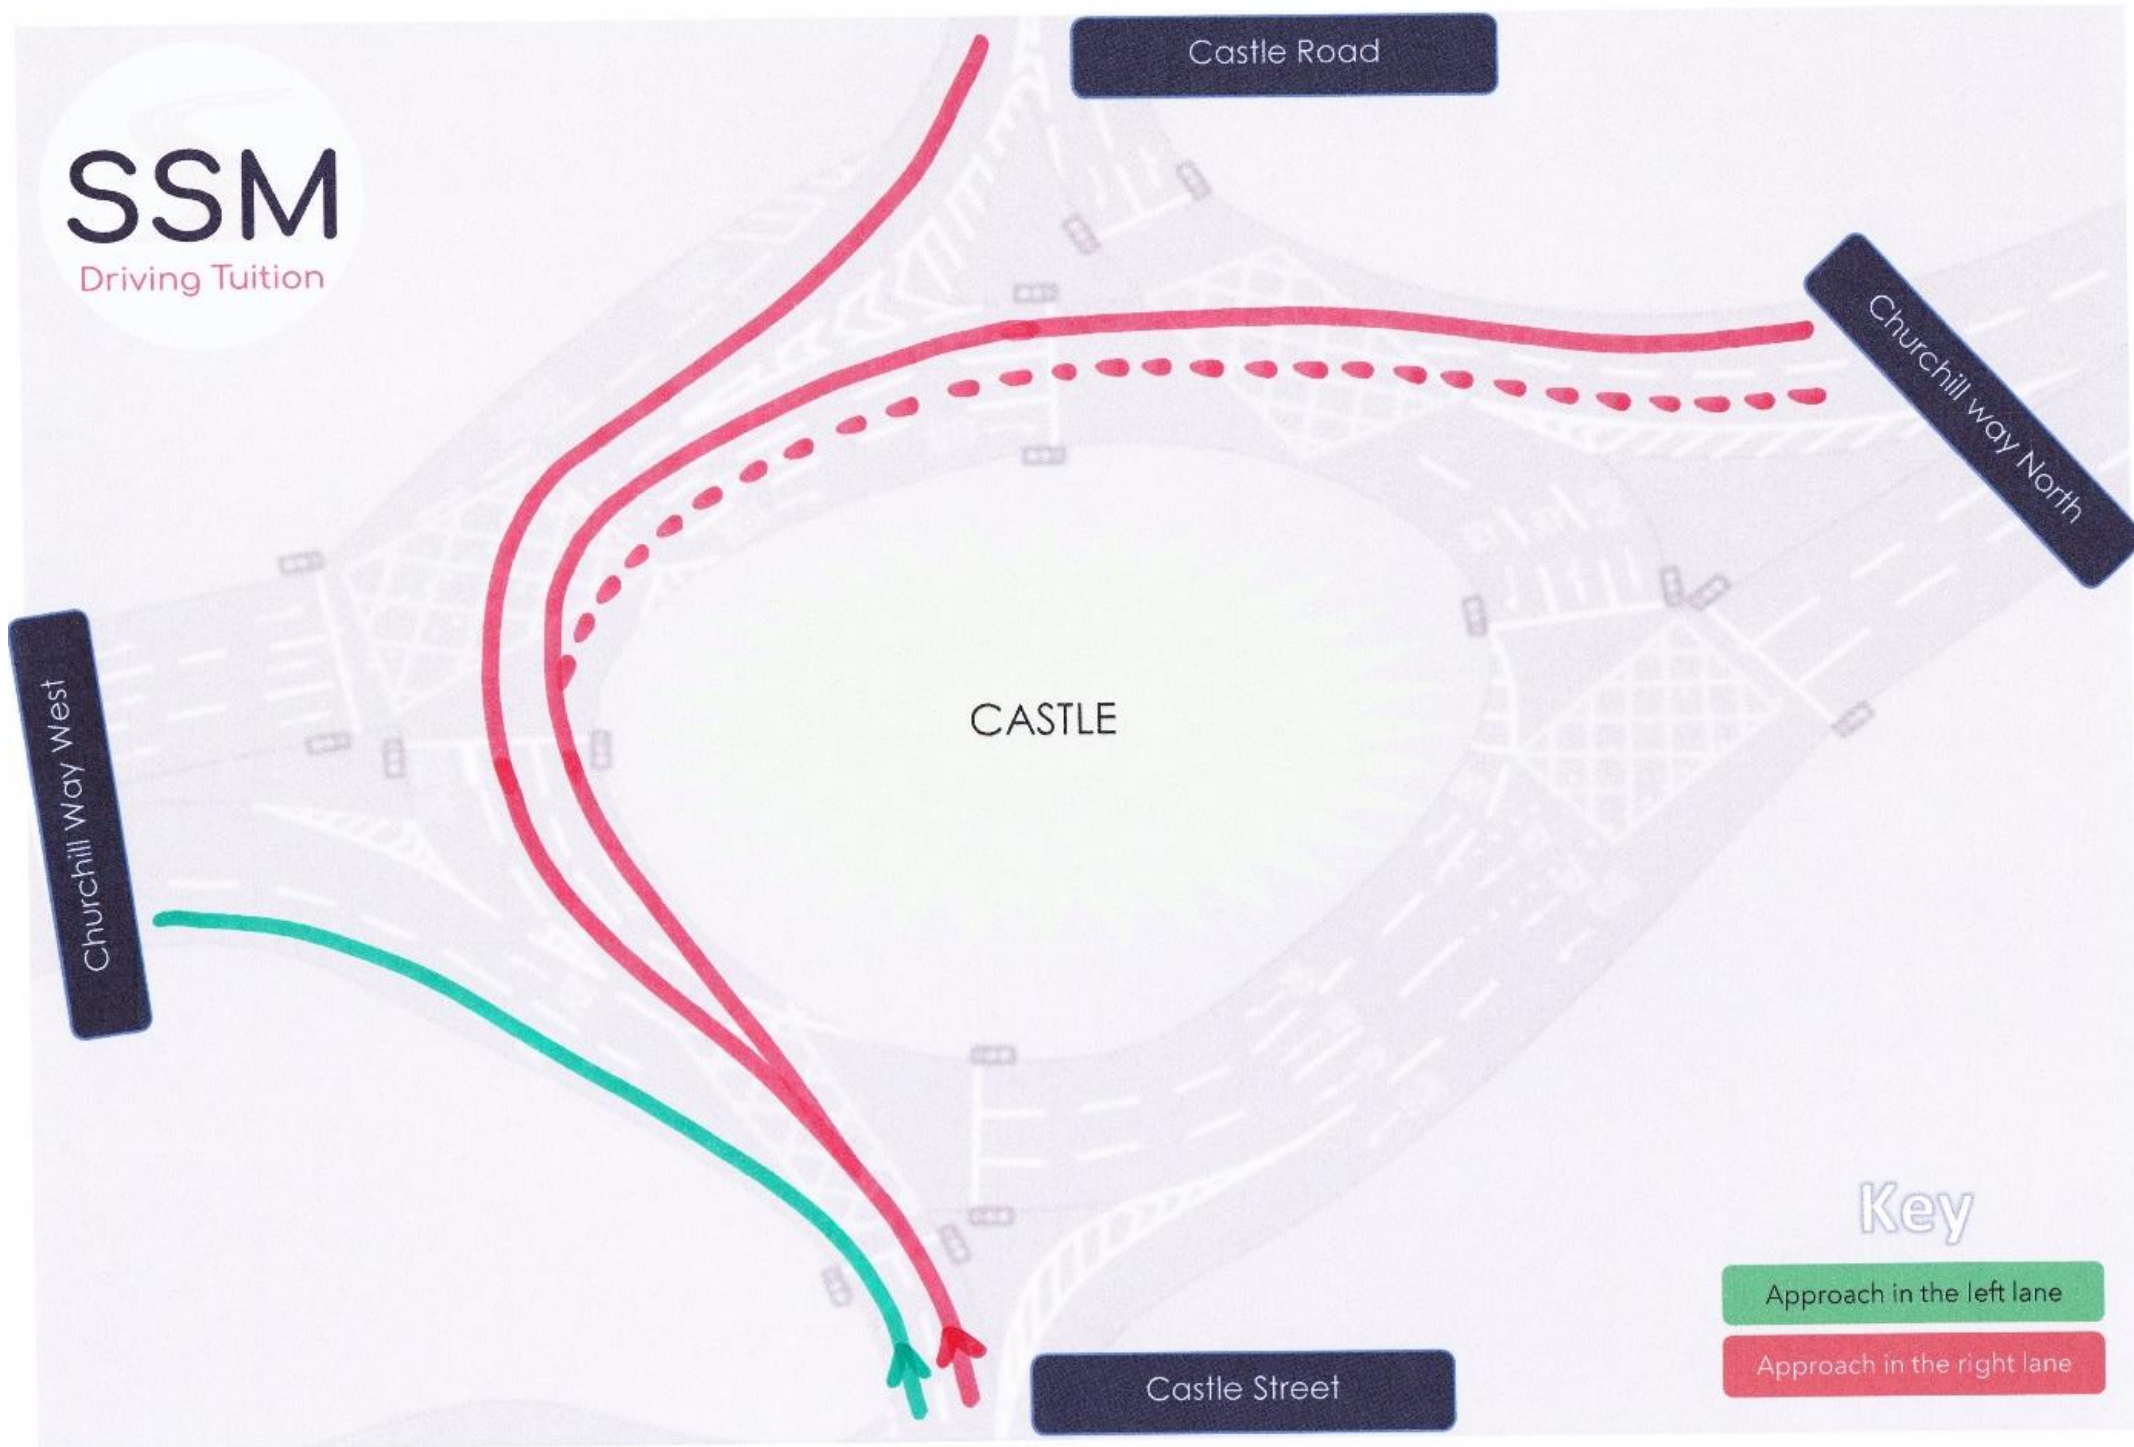 Castle Road
SSM
Driving Tuition
Churchill way North
Churchill Way West
CASTLE
Key
Approach in the left lane
Approach in the right lane
Castle Street